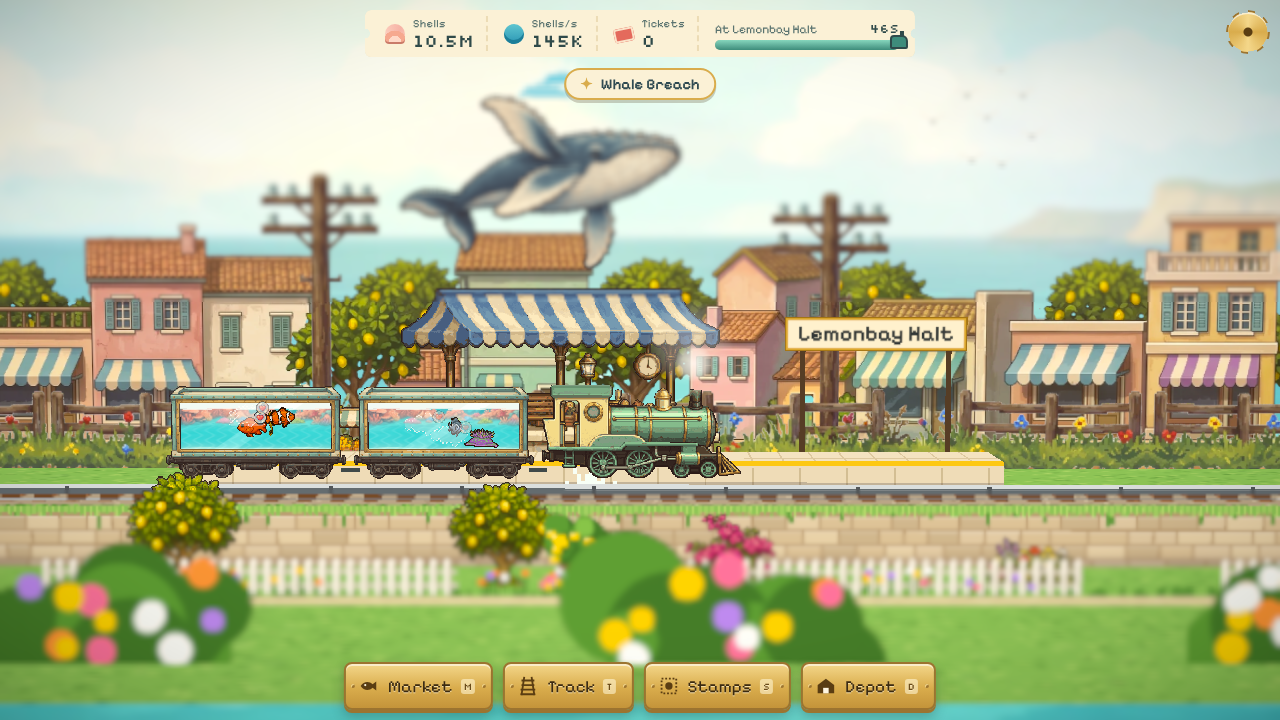 Shells
10.5M
Shells/s
145K
Tickets
0
At Lemonbay Halt
46s
Whale Breach
Lemonbay Halt
Market M
Track T
Stamps S
Depot D